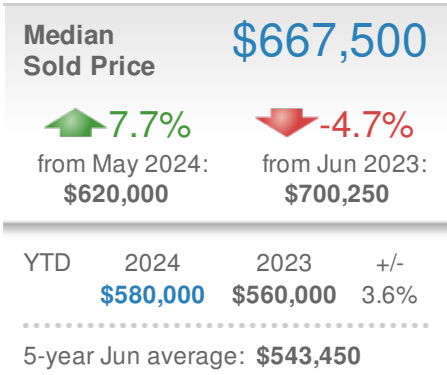 Median
Sold Price
$667,500
7.7%
-4.7%
from May 2024:
from Jun 2023:
$620,000
$700,250
YTD 2024 2023 +/-
$580,000 $560,000 3.6%
5-year Jun average: $543,450